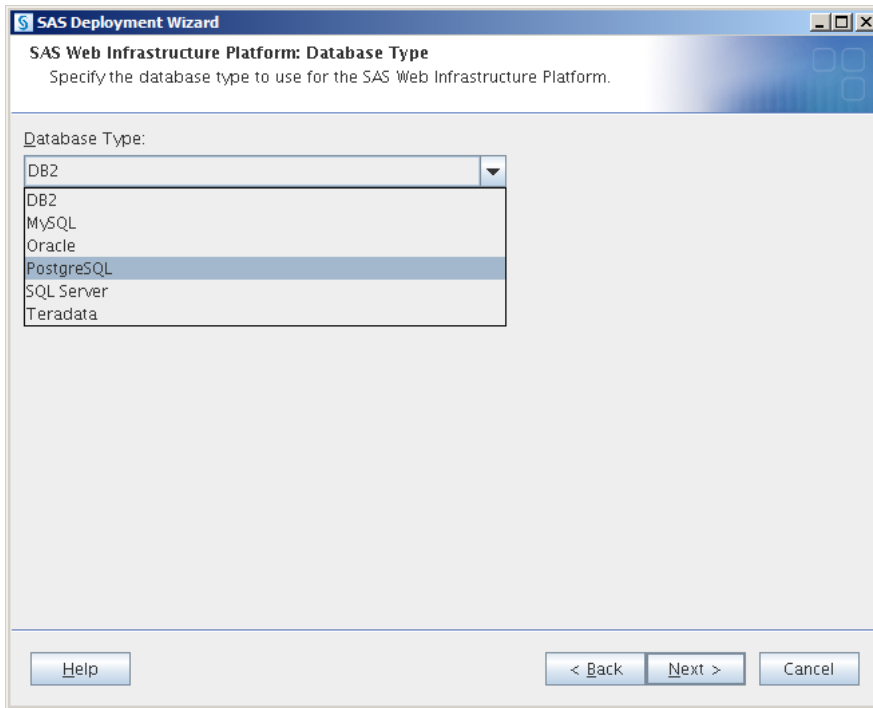 SAS Deployment Wizard
SAS Web Infrastructure Platform: Database Type
Specify the database type to use for the SAS Web Infrastructure Platform.
Database Type:
DB2
DB2
MySQL
Oracle
PostgreSQL
SQL Server
Teradata
Help
< Back
Next >
Cancel